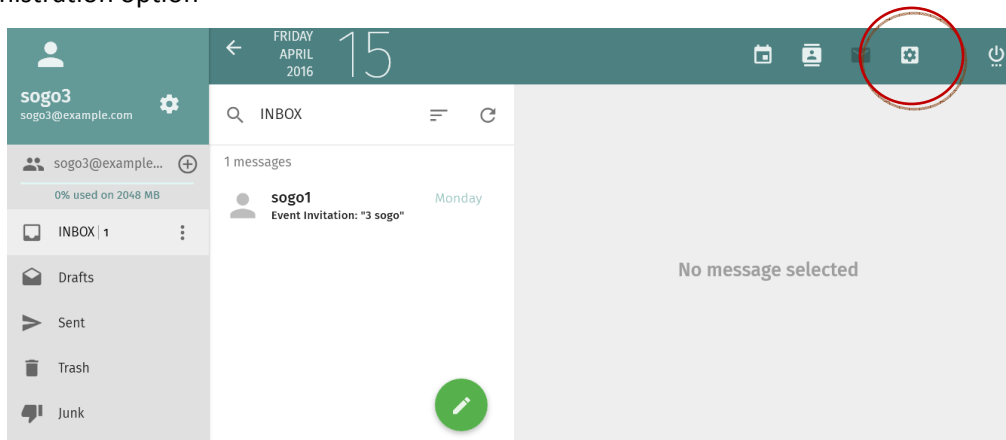 nistration option
FRIDAY
APRIL
2016
15
sogo3
sogo3@example.com
sogo3@example...
0% used on 2048 MB
INBOX 1
Drafts
Sent
Trash
Junk
INBOX
1 messages
sogo1 Monday
Event Invitation: "3 sogo"
No message selected